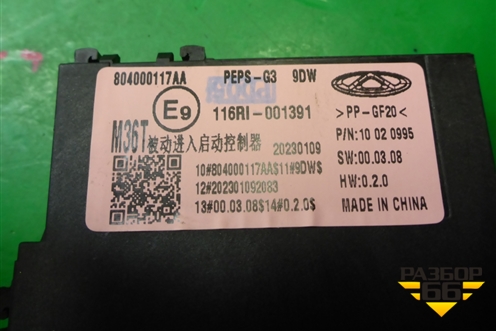 804000117AA PEPS-G3 9DW
E9 116RI-001391
>PP-GF20<
M36T 被动进入启动控制器 20230109
P/N:10 02 0995
10#804000117AA$11#9DW$
SW:00.03.08
12#202301092083
HW:0.2.0
13#00.03.08$14#0.2.0$
MADE IN CHINA
РАЗБОР
66